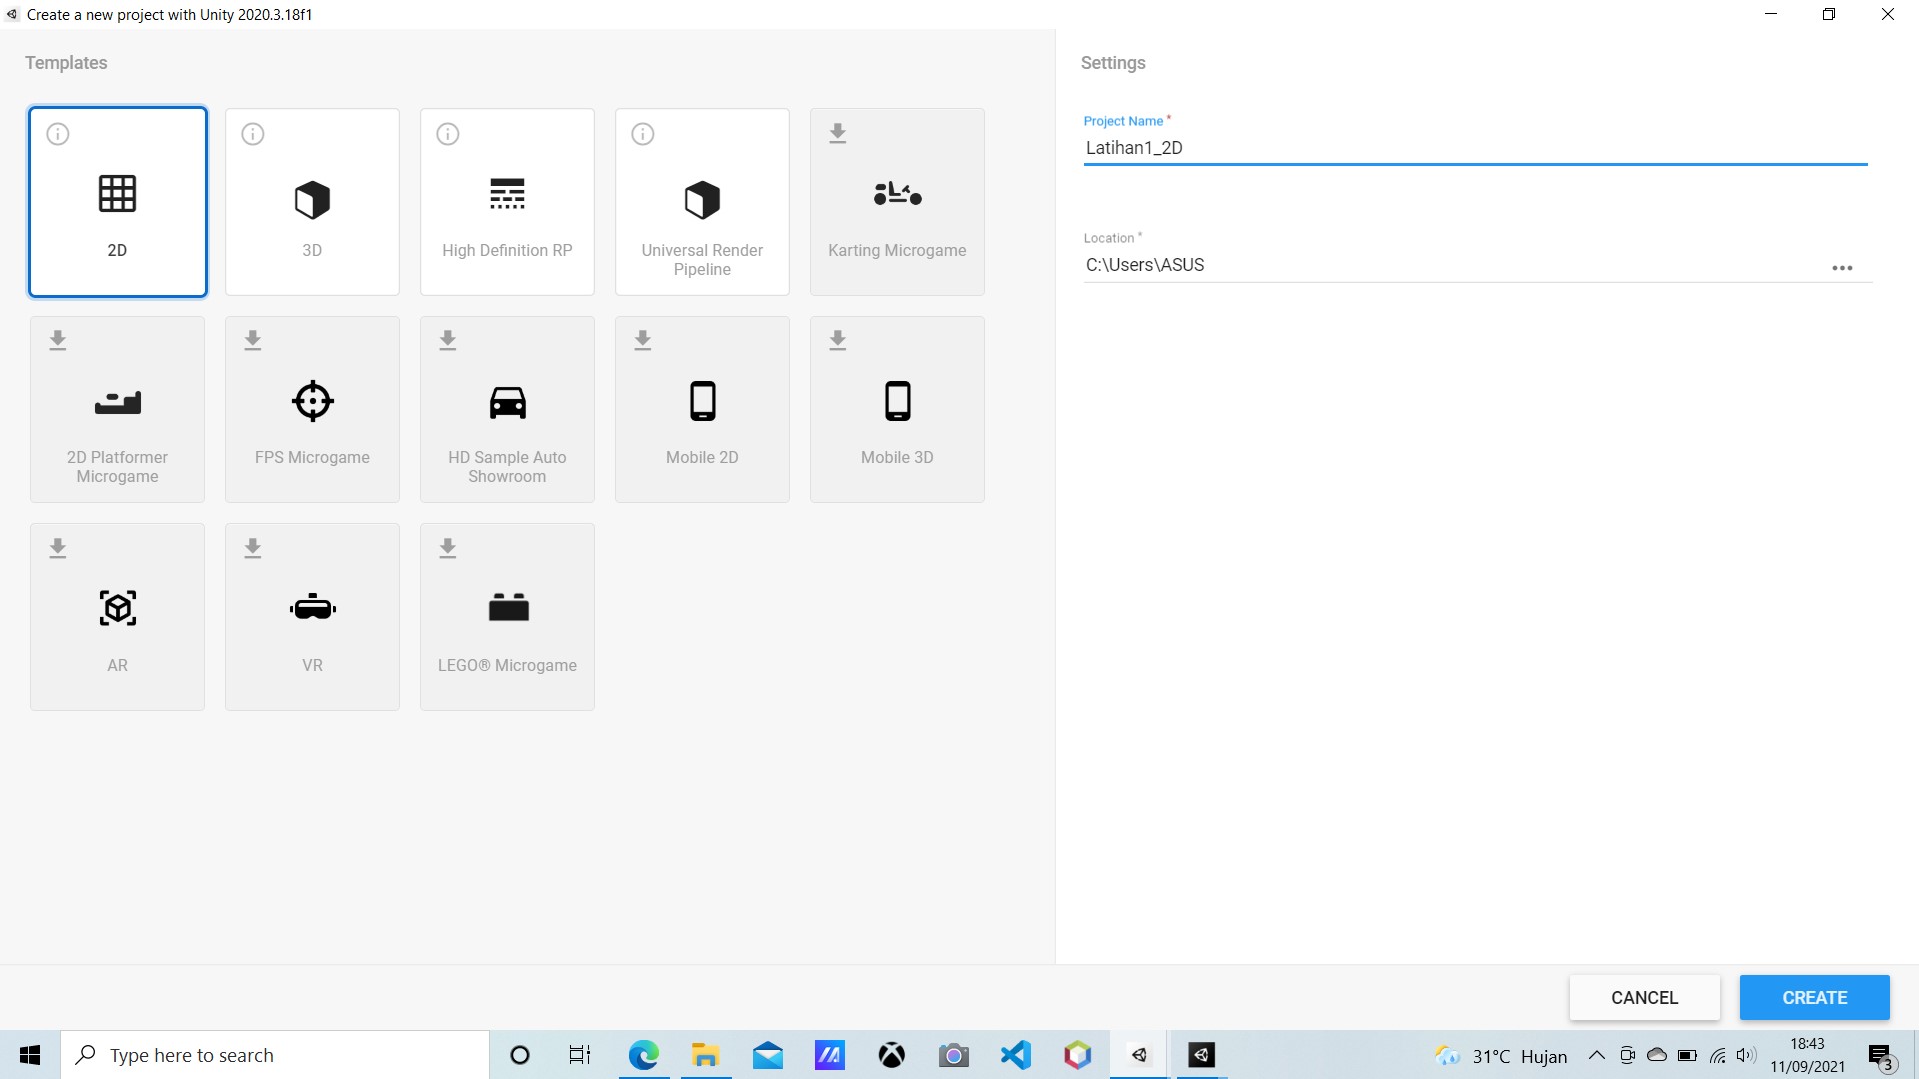 Create a new project with Unity 2020.3.18f1
Templates
2D
3D
High Definition RP
Universal Render
Pipeline
Karting Microgame
2D Platformer
Microgame
FPS Microgame
HD Sample Auto
Showroom
Mobile 2D
Mobile 3D
AR
VR
LEGO® Microgame
Settings
Project Name *
Latihan1_2D
Location *
C:\Users\ASUS
CANCEL
CREATE
Type here to search
31°C Hujan
18:43
11/09/2021
3